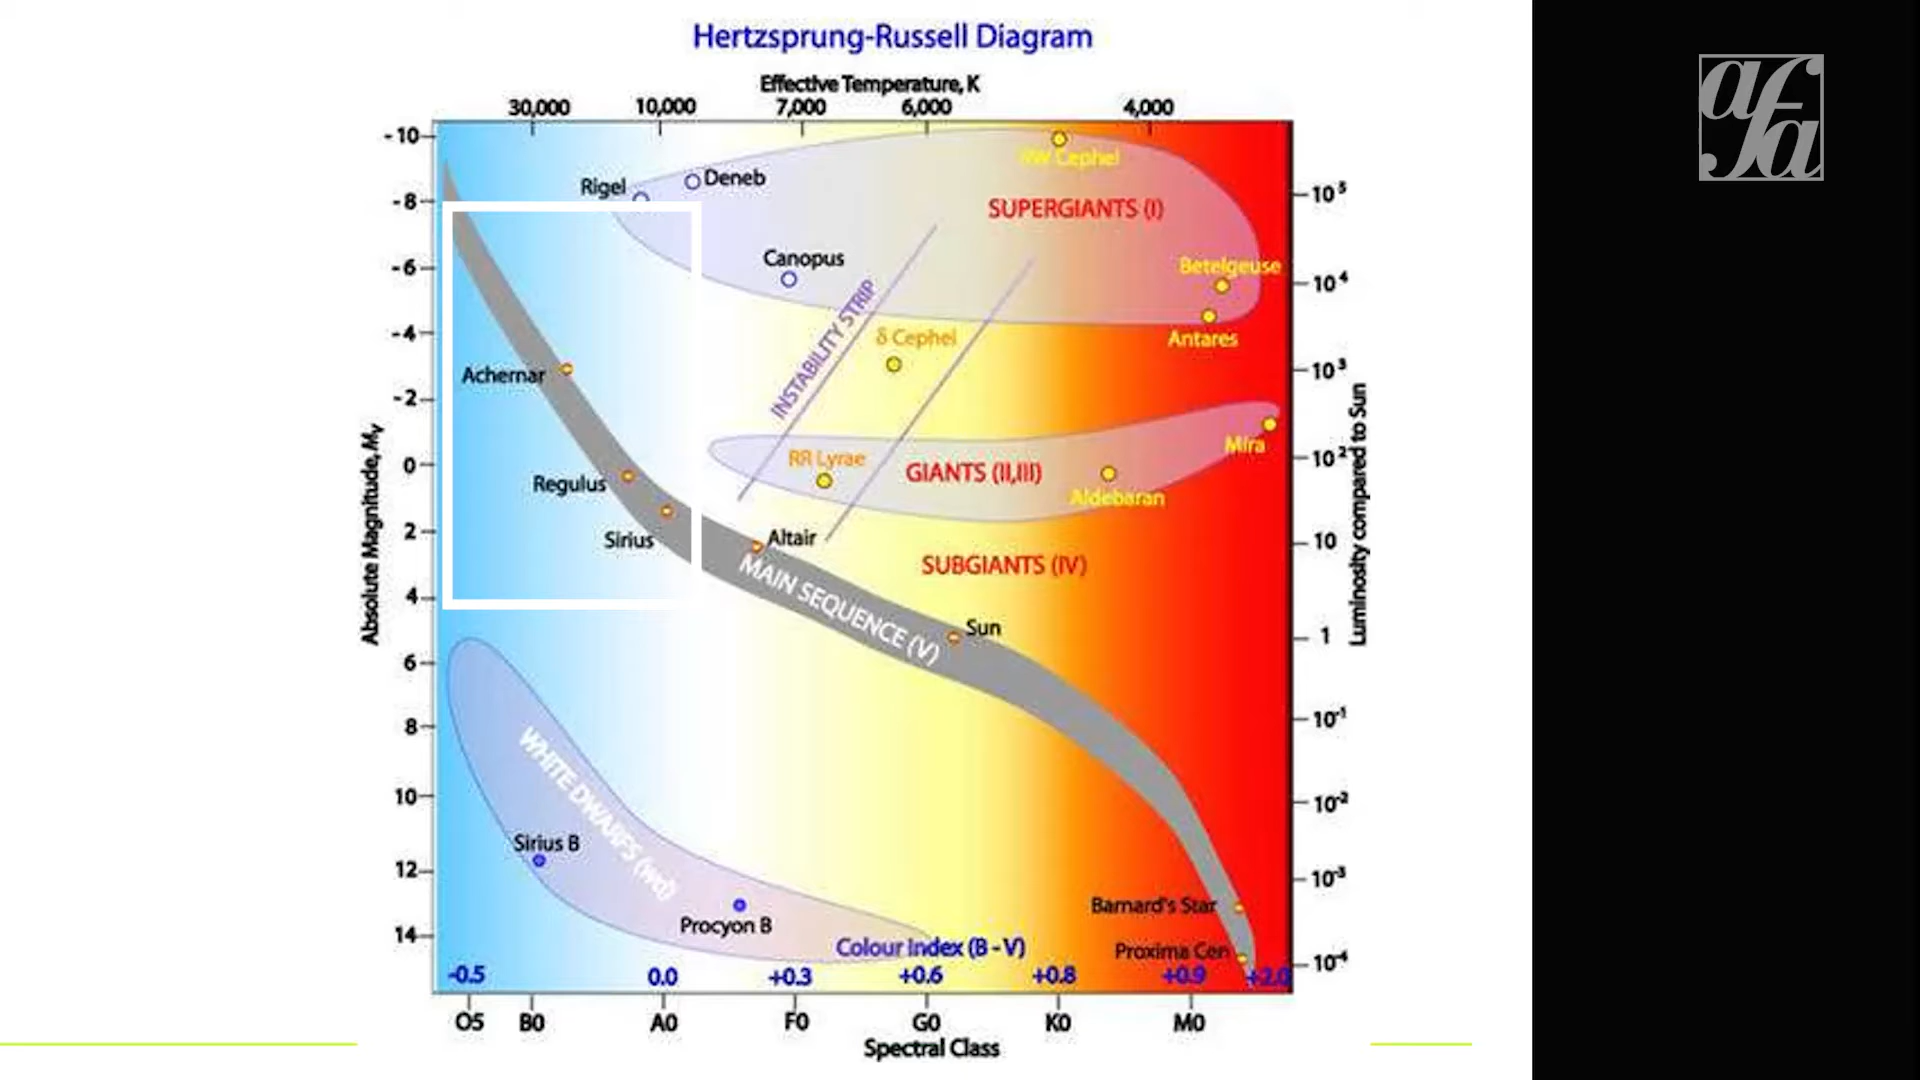 Hertzsprung-Russell Diagram
afa
Effective Temperature, K
30,000 10,000 7,000 6,000 4,000
-10
-8
-6
-4
-2
0
2
4
6
8
10
12
14
Absolute Magnitude, Mv
10⁵
10⁴
10³
10²
10
1
10⁻¹
10⁻²
10⁻³
10⁻⁴
Luminosity compared to Sun
RW Cephel
Rigel
Deneb
SUPERGIANTS (I)
Canopus
Betelgeuse
INSTABILITY STRIP
δ Cephel
Antares
Achernar
Mira
RR Lyrae
GIANTS (II,III)
Aldebaran
Regulus
Sirius
Altair
SUBGIANTS (IV)
MAIN SEQUENCE (V)
Sun
WHITE DWARFS (wd)
Sirius B
Procyon B
Barnard's Star
Proxima Cen
Colour Index (B - V)
-0.5 0.0 +0.3 +0.6 +0.8 +0.9 +2.0
O5 B0 A0 F0 G0 K0 M0
Spectral Class